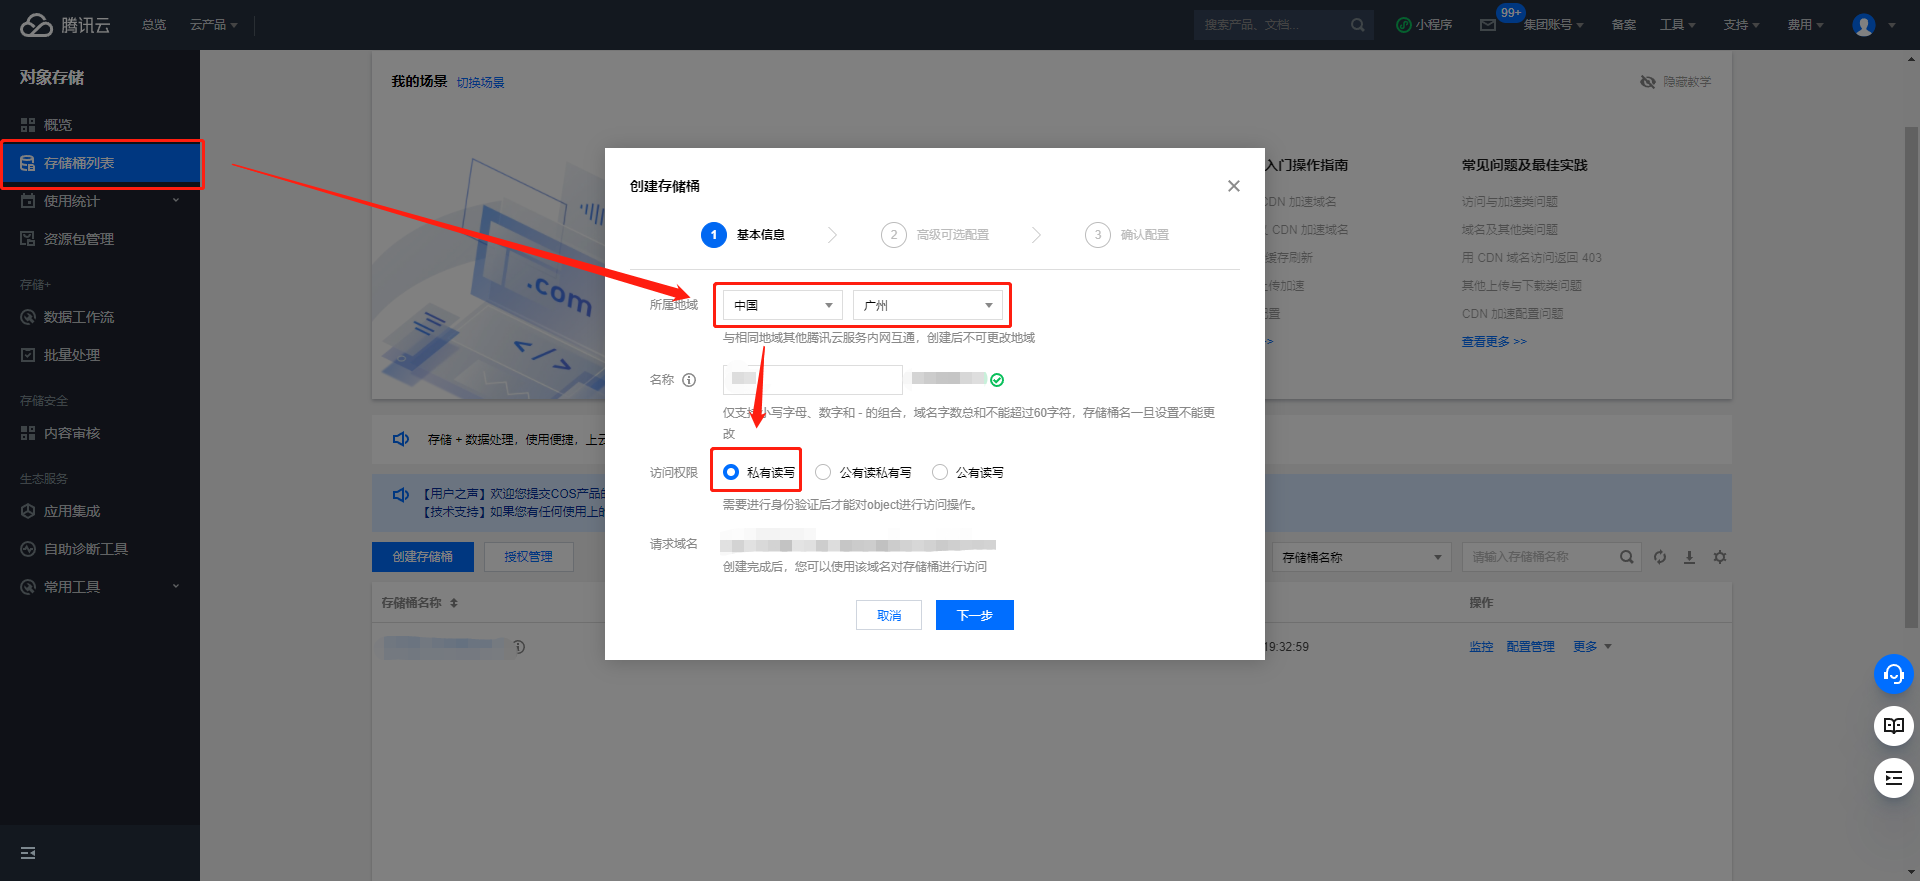 腾讯云
总览
云产品
搜索产品、文档...
小程序
99+
集团账号
备案
工具
支持
费用
对象存储
概览
存储桶列表
使用统计
资源包管理
存储+
数据工作流
批量处理
存储安全
内容审核
生态服务
应用集成
自助诊断工具
常用工具
我的场景 切换场景
隐藏教学
.com
</>
入门操作指南
CDN 加速域名
CDN 加速域名
缓存刷新
上传加速
配置
>>
常见问题及最佳实践
访问与加速类问题
域名及其他类问题
用 CDN 域名访问返回 403
其他上传与下载类问题
CDN 加速配置问题
查看更多 >>
存储 + 数据处理，使用便捷，上云
【用户之声】欢迎您提交COS产品的
【技术支持】如果您有任何使用上的
创建存储桶
授权管理
存储桶名称
请输入存储桶名称
存储桶名称
操作
19:32:59
监控 配置管理 更多
创建存储桶
1 基本信息
2 高级可选配置
3 确认配置
所属地域
中国
广州
与相同地域其他腾讯云服务内网互通，创建后不可更改地域
名称
仅支持小写字母、数字和 - 的组合，域名字数总和不能超过60字符，存储桶名一旦设置不能更
改
访问权限
私有读写
公有读私有写
公有读写
需要进行身份验证后才能对object进行访问操作。
请求域名
创建完成后，您可以使用该域名对存储桶进行访问
取消
下一步